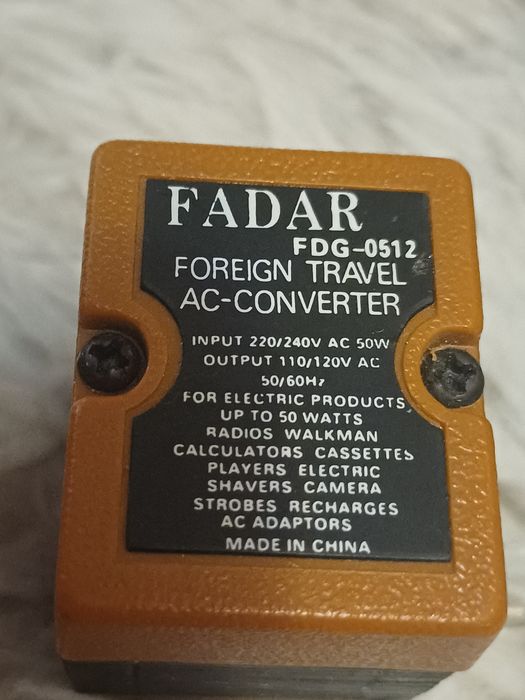 FADAR
FDG-0512
FOREIGN TRAVEL
AC-CONVERTER
INPUT 220/240V AC 50W
OUTPUT 110/120V AC
50/60Hz
FOR ELECTRIC PRODUCTS,
UP TO 50 WATTS
RADIOS WALKMAN
CALCULATORS CASSETTES
PLAYERS ELECTRIC
SHAVERS CAMERA
STROBES RECHARGES
AC ADAPTORS
MADE IN CHINA